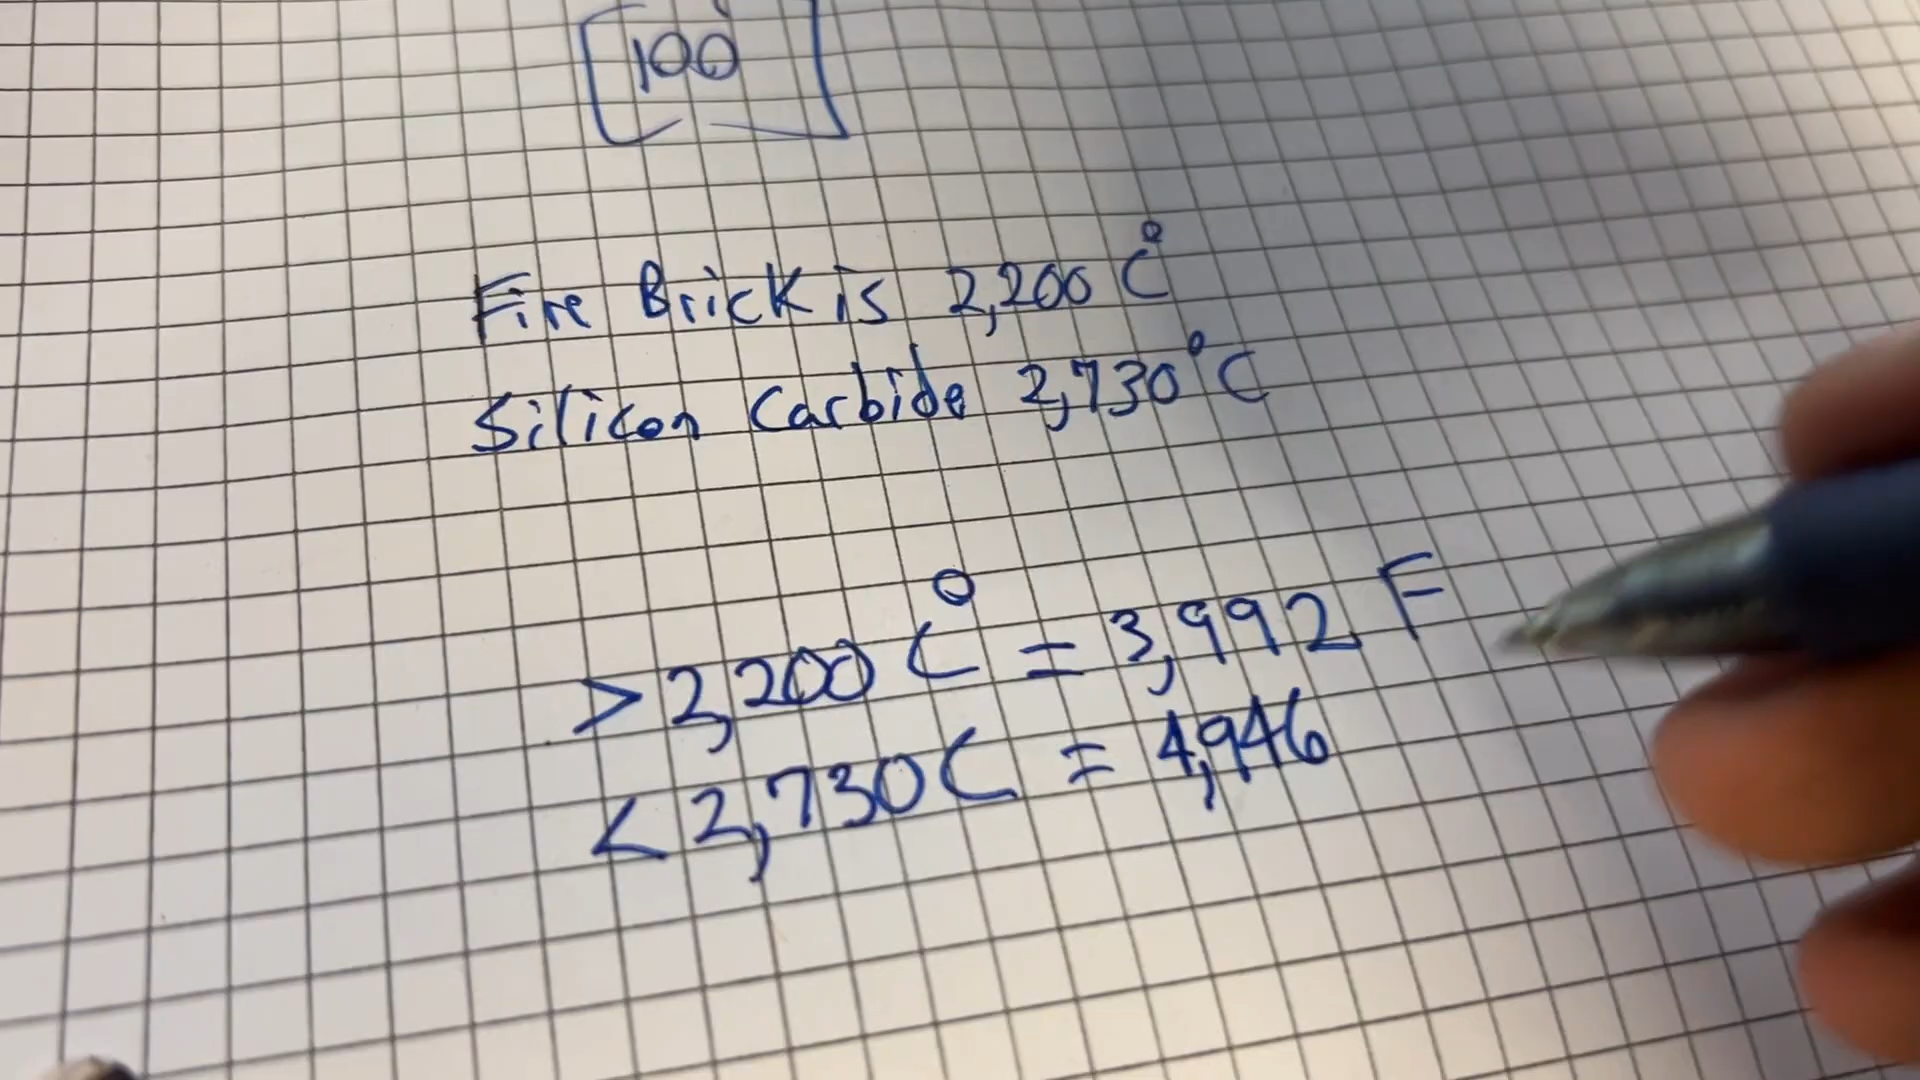 100
Fire Brick is 2,200 C°
Silicon Carbide 2,730°C
> 2,200 C° = 3,992 F
< 2,730 C = 4,946